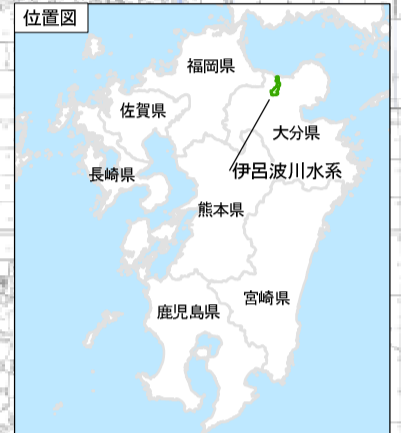 位置図
福岡県
佐賀県
大分県
長崎県
伊呂波川水系
熊本県
宮崎県
鹿児島県